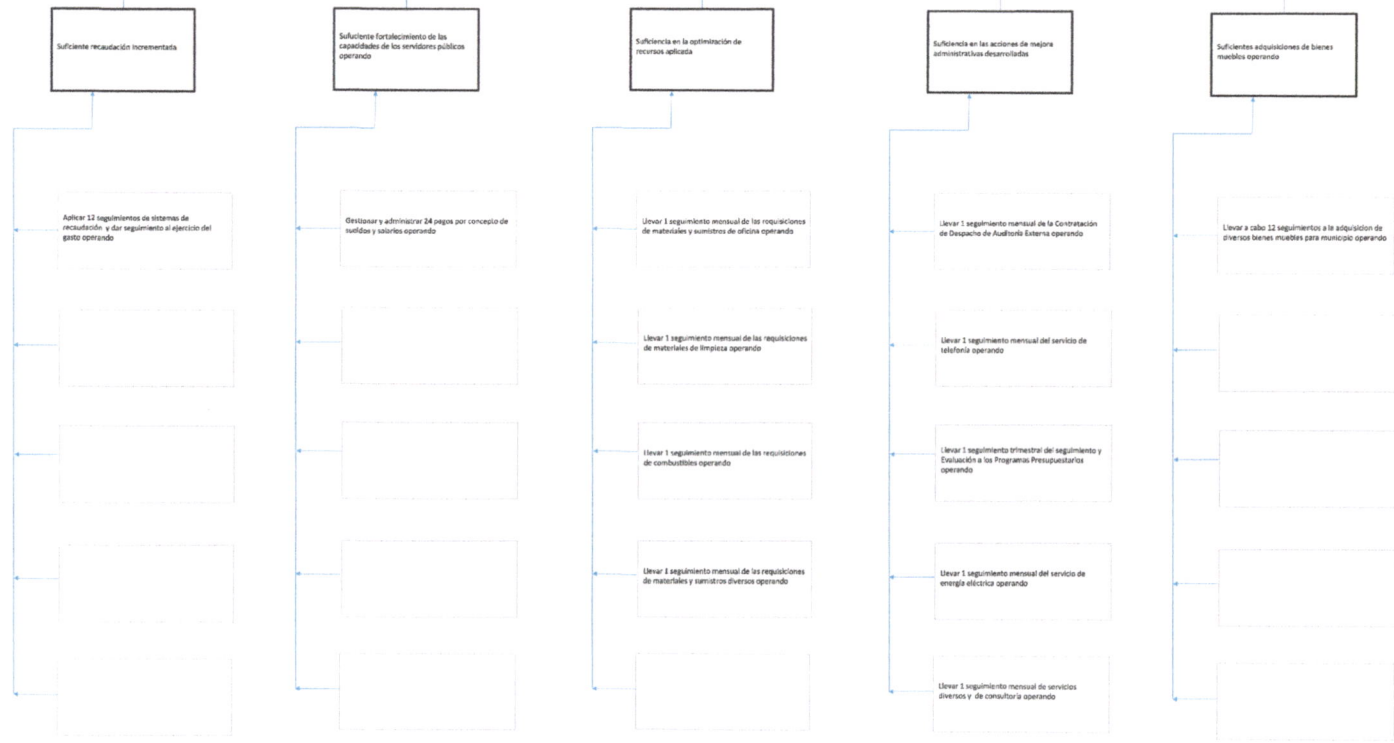 Suficiente recaudación incrementada
Sufuciente fortalecimiento de las
capacidades de los servidores públicos
operando
Suficiencia en la optimización de
recursos aplicada
Suficiencia en las acciones de mejora
administrativas desarrolladas
Suficientes adquisiciones de bienes
muebles operando
Aplicar 12 seguimientos de sistemas de
recaudación y dar seguimiento al ejercicio del
gasto operando
Gestionar y administrar 24 pagos por concepto de
sueldos y salarios operando
Llevar 1 seguimiento mensual de las requisiciones
de materiales y sumistros de oficina operando
Llevar 1 seguimiento mensual de la Contratación
de Despacho de Auditoria Externa operando
Llevar a cabo 12 seguimientos a la adquisicion de
diversos bienes muebles para municipio operando
Llevar 1 seguimiento mensual de las requisiciones
de materiales de limpieza operando
Llevar 1 seguimiento mensual del servicio de
telefonía operando
Llevar 1 seguimiento mensual de las requisiciones
de combustibles operando
Llevar 1 seguimiento trimestral del seguimiento y
Evaluación a los Programas Presupuestarios
operando
Llevar 1 seguimiento mensual de las requisiciones
de materiales y sumistros diversos operando
Llevar 1 seguimiento mensual del servicio de
energía eléctrica operando
Llevar 1 seguimiento mensual de servicios
diversos y de consultoría operando